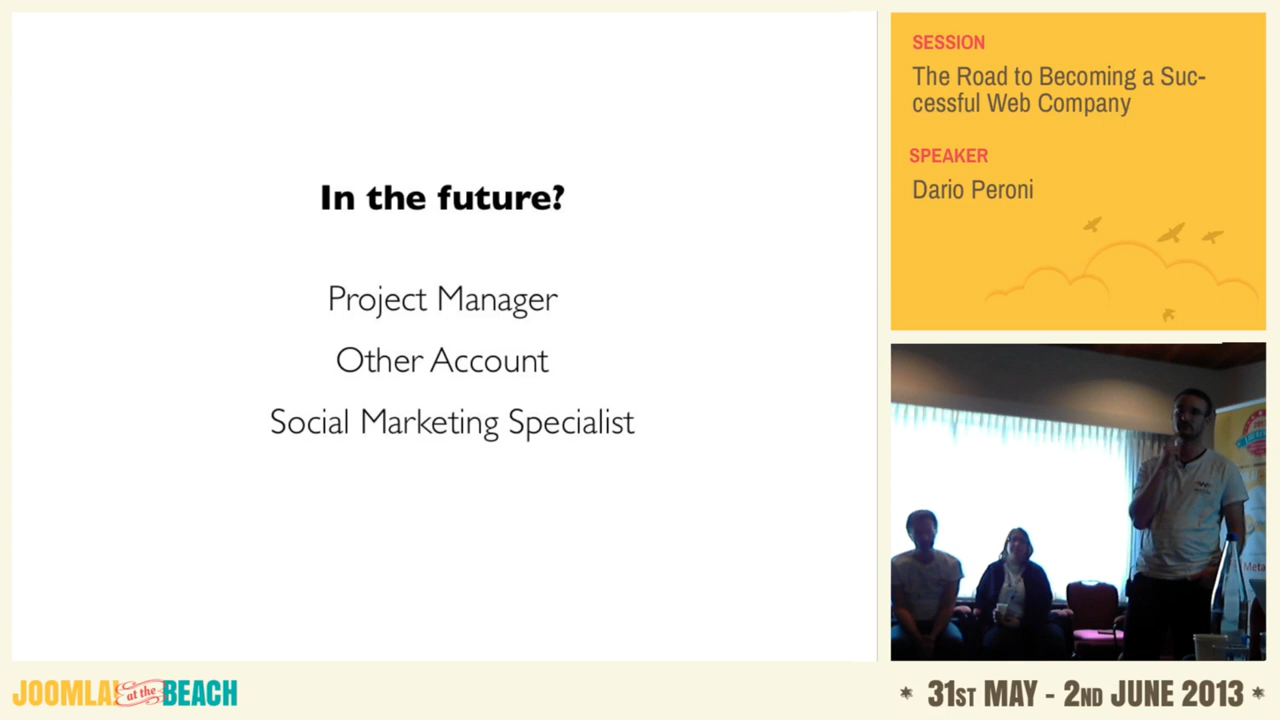 In the future?
Project Manager
Other Account
Social Marketing Specialist
SESSION
The Road to Becoming a Suc-
cessful Web Company
SPEAKER
Dario Peroni
Meta
JOOMLA! at the BEACH
* 31ST MAY - 2ND JUNE 2013 *